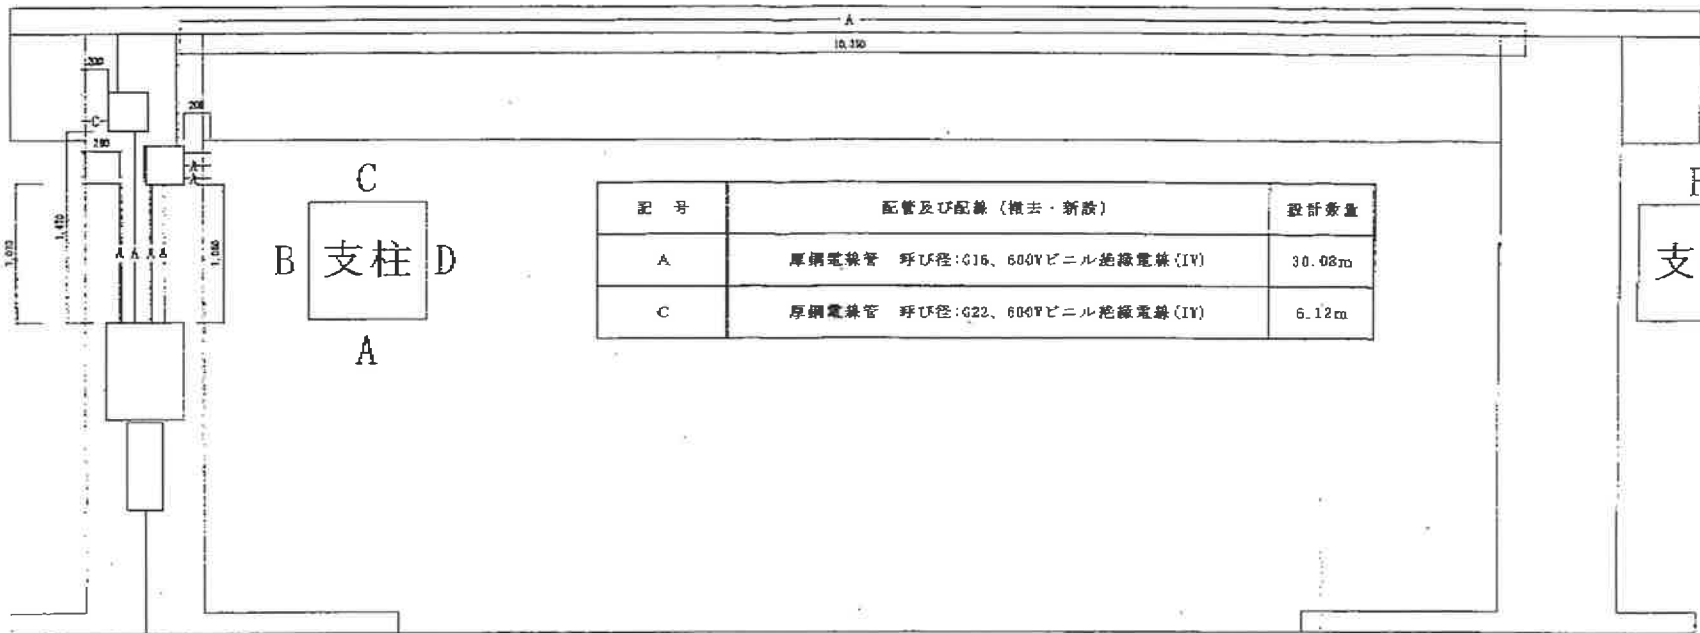 A
10,350
200
C
200
280
A
A
1,070
1,450
A A A A
1,080
C
B 支柱 D
A
記 号 配管及び配線 (撤去・新設) 設計数量
A 厚鋼電線管 呼び径:G16、600Vビニル絶縁電線(IV) 30.08m
C 厚鋼電線管 呼び径:G22、600Vビニル絶縁電線(IV) 6.12m
支